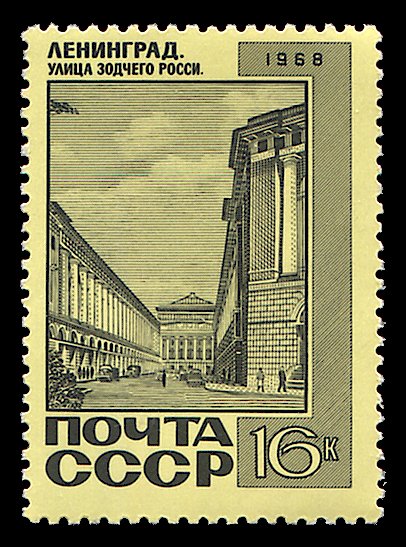 ЛЕНИНГРАД.
УЛИЦА ЗОДЧЕГО РОССИ.
1968
ПОЧТА
СССР
16к